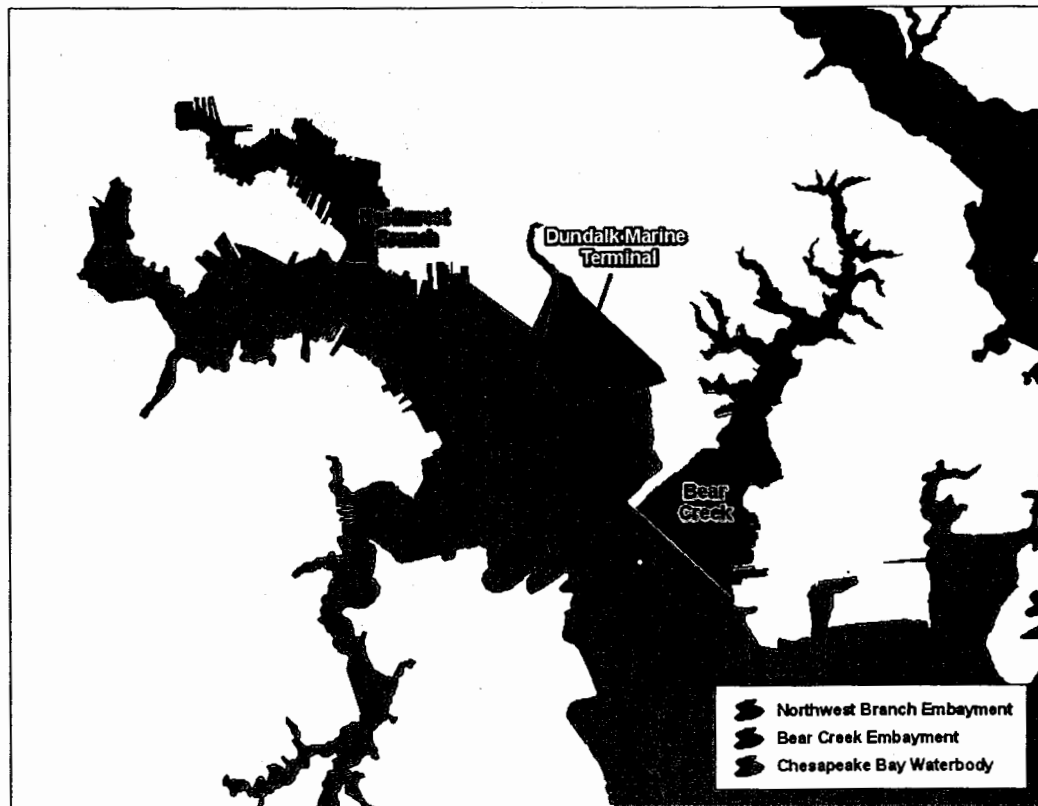 Northwest
Branch
Dundalk Marine
Terminal
Bear
Creek
Northwest Branch Embayment
Bear Creek Embayment
Chesapeake Bay Waterbody